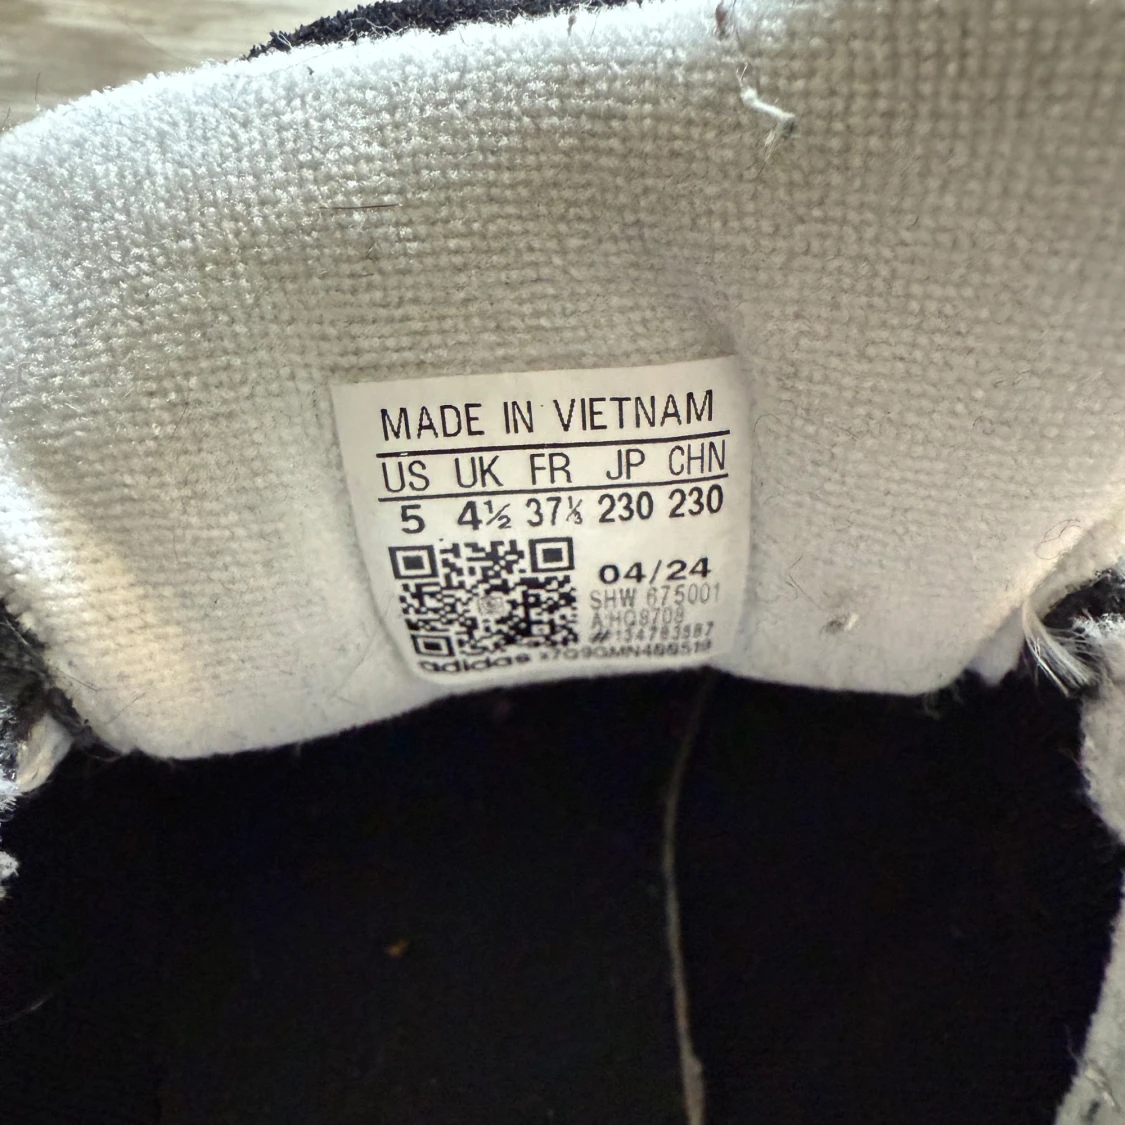 MADE IN VIETNAM
US UK FR JP CHN
5 4½ 37⅓ 230 230
04/24
SHW 675001
HQ8708
adidas